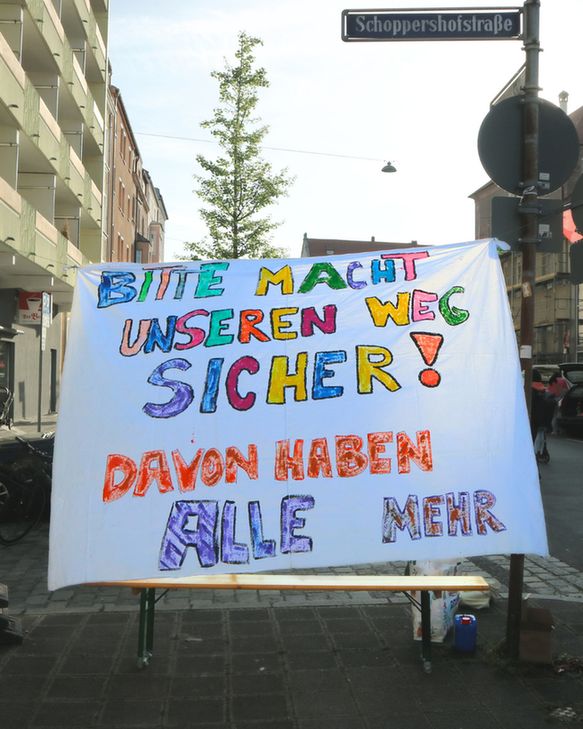 Schoppershofstraße
BITTE MACHT
UNSEREN WEG
SICHER!
DAVON HABEN
ALLE MEHR